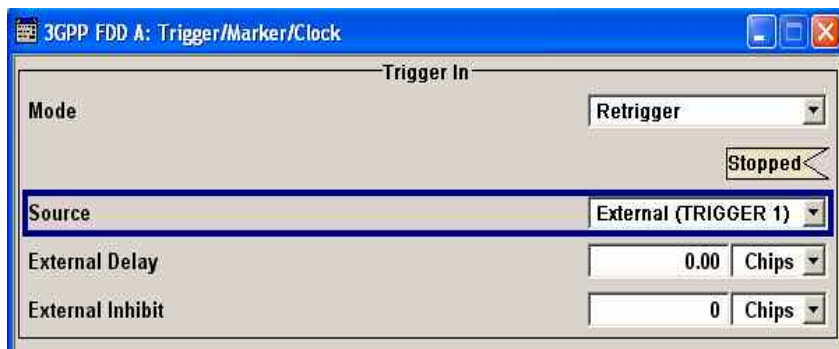 3GPP FDD A: Trigger/Marker/Clock
Trigger In
Mode Retrigger
Stopped
Source External (TRIGGER 1)
External Delay 0.00 Chips
External Inhibit 0 Chips